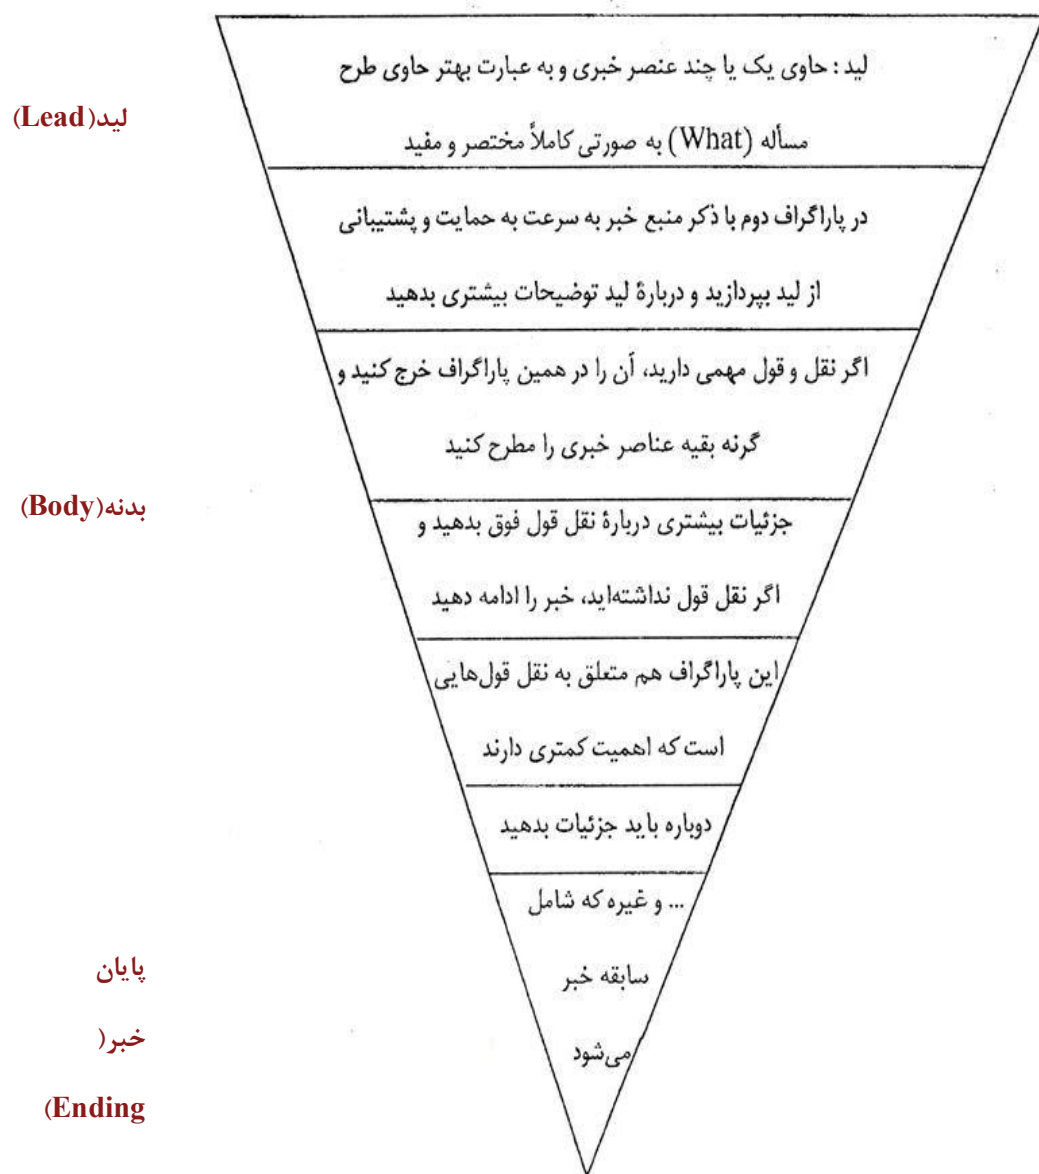 لید : حاوی یک یا چند عنصر خبری و به عبارت بهتر حاوی طرح
لید(Lead)
مسأله (What) به صورتی کاملاً مختصر و مفید
در پاراگراف دوم با ذکر منبع خبر به سرعت به حمایت و پشتیبانی
از لید بپردازید و دربارهٔ لید توضیحات بیشتری بدهید
اگر نقل و قول مهمی دارید، آن را در همین پاراگراف خرج کنید و
گرنه بقیه عناصر خبری را مطرح کنید
بدنه(Body)
جزئیات بیشتری دربارهٔ نقل قول فوق بدهید و
اگر نقل قول نداشته‌اید، خبر را ادامه دهید
این پاراگراف هم متعلق به نقل قول‌هایی
است که اهمیت کمتری دارند
دوباره باید جزئیات بدهید
... و غیره که شامل
پایان
سابقه خبر
خبر(
می‌شود
Ending)